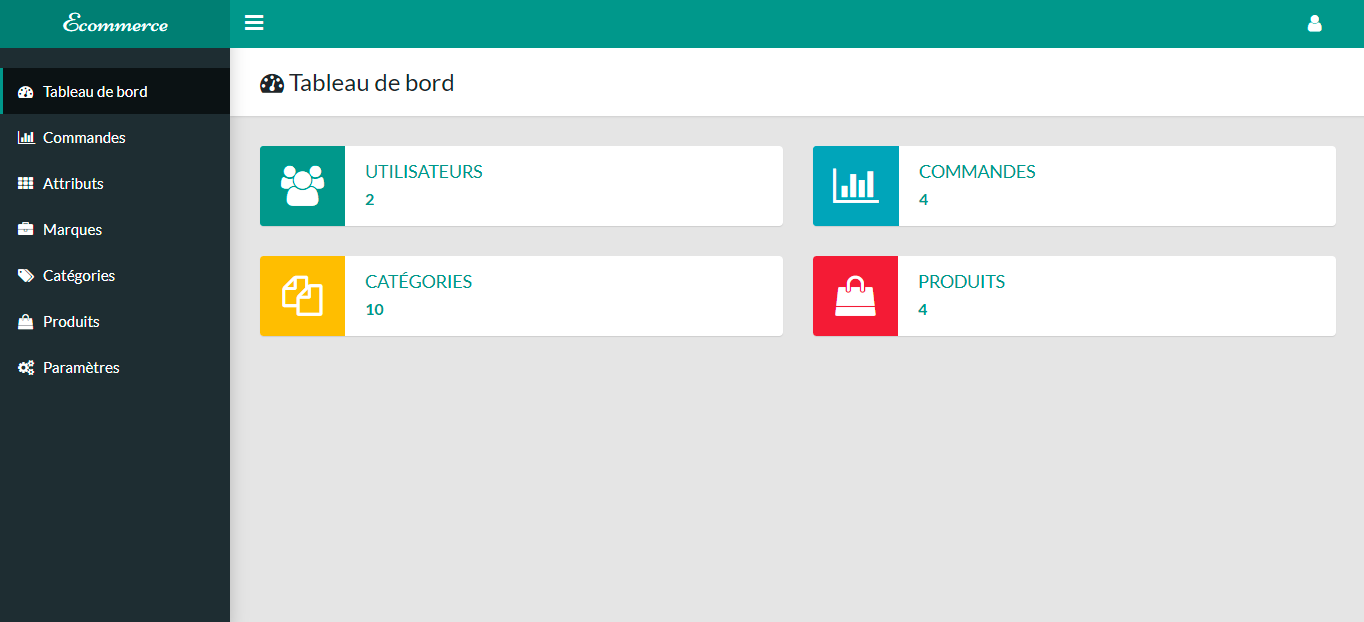 Ecommerce
Tableau de bord
Commandes
Attributs
Marques
Catégories
Produits
Paramètres
Tableau de bord
UTILISATEURS
2
COMMANDES
4
CATÉGORIES
10
PRODUITS
4